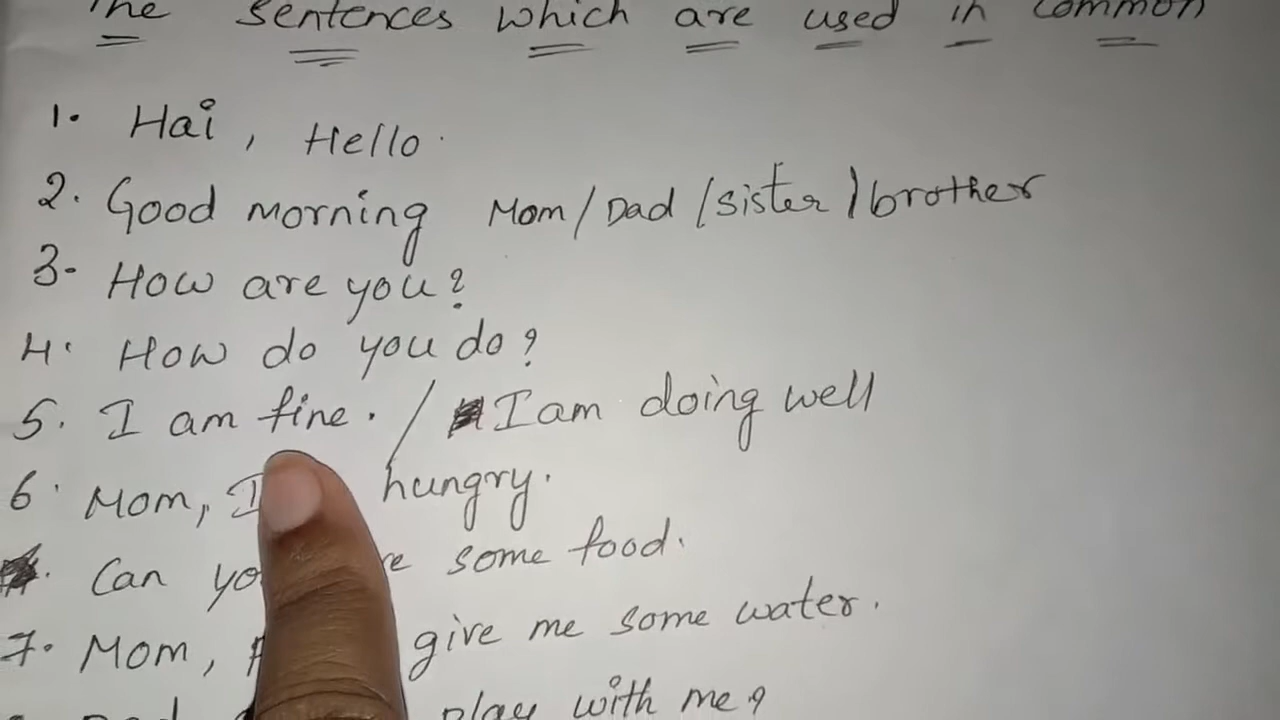 The sentences which are used in common
1. Hai, Hello.
2. Good morning Mom/Dad/sister/brother
3. How are you?
4. How do you do?
5. I am fine. / I am doing well
6. Mom, I hungry.
Can some food.
7. Mom, give me some water.
play with me?